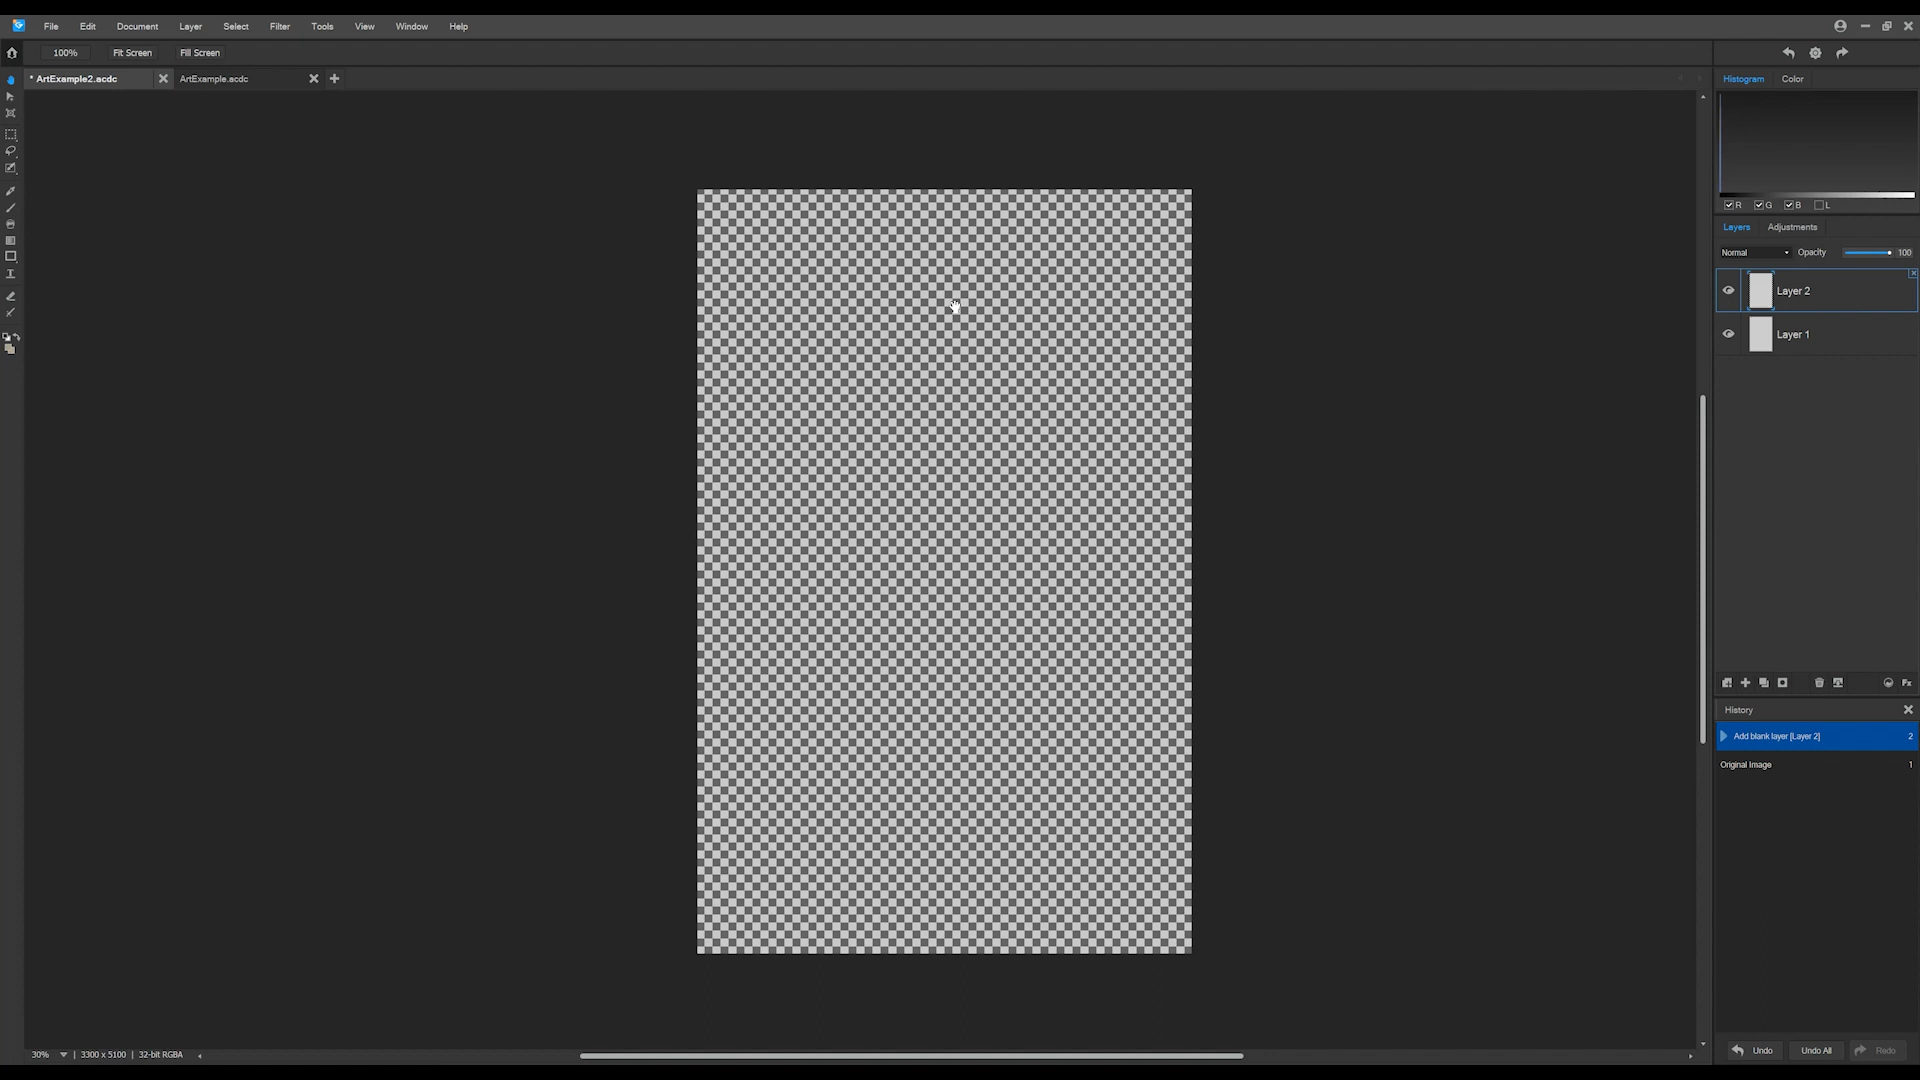 File Edit Document Layer Select Filter Tools View Window Help
100% Fit Screen Fill Screen
* ArtExample2.acdc ArtExample.acdc
Histogram Color
R G B L
Layers Adjustments
Normal Opacity 100
Layer 2
Layer 1
Fx
History
Add blank layer [Layer 2] 2
Original Image 1
30% | 3300 x 5100 | 32-bit RGBA
Undo Undo All Redo